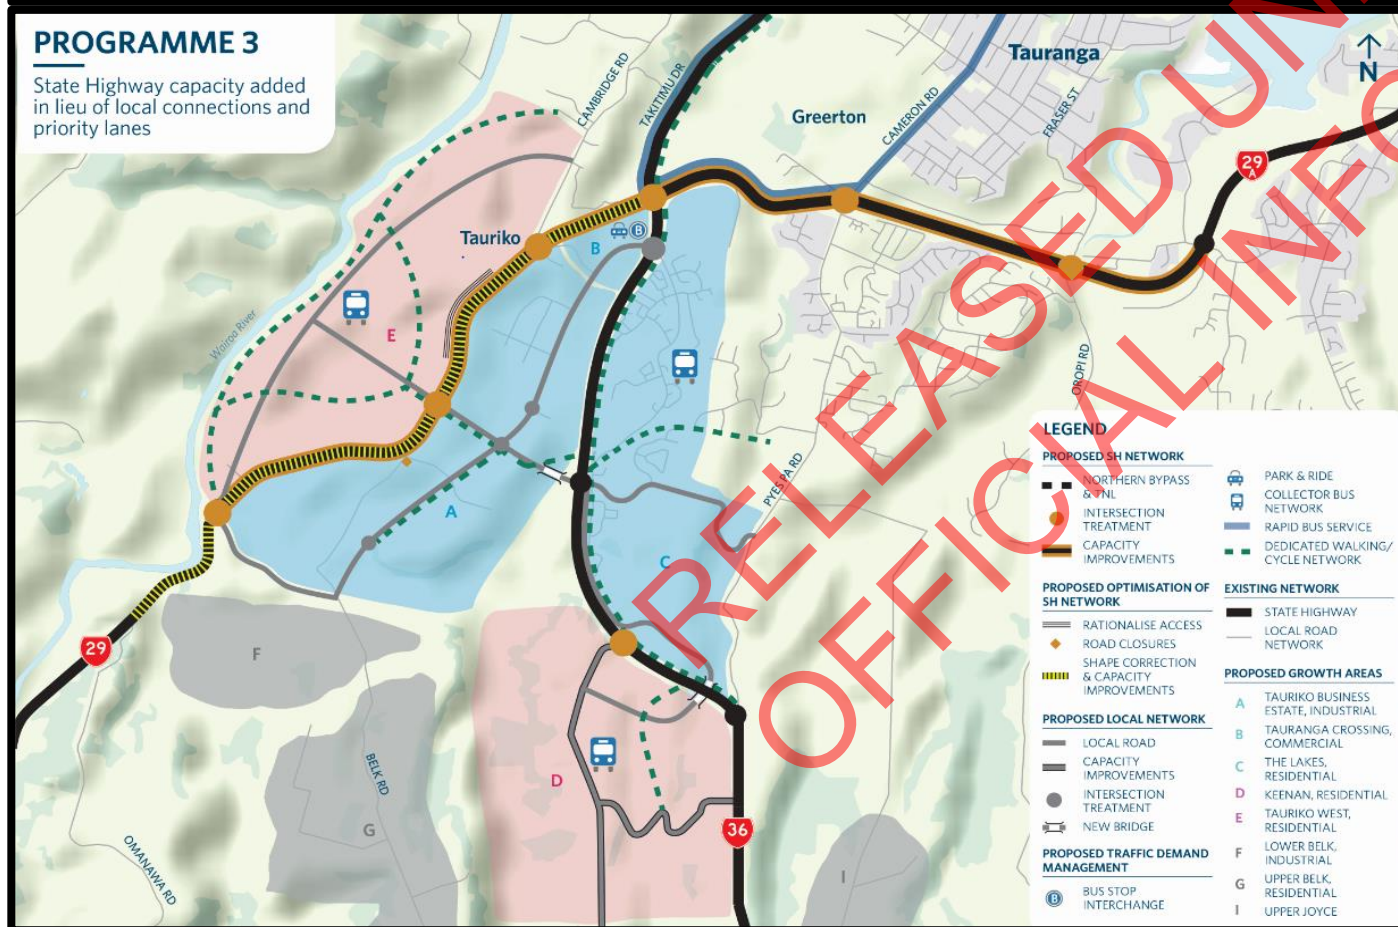 PROGRAMME 3
State Highway capacity added
in lieu of local connections and
priority lanes
CAMBRIDGE RD
TAKITIMU DR
Tauranga
N
Greerton
CAMERON RD
FRASER ST
29
A
Tauriko
B
B
E
Wairoa River
A
C
PYES PA RD
OROPI RD
29
F
BELK RD
G
D
36
I
OMANAWA RD
RELEASED UN
OFFICIAL INFO
LEGEND
PROPOSED SH NETWORK
NORTHERN BYPASS
& TNL
INTERSECTION
TREATMENT
CAPACITY
IMPROVEMENTS
PROPOSED OPTIMISATION OF
SH NETWORK
RATIONALISE ACCESS
ROAD CLOSURES
SHAPE CORRECTION
& CAPACITY
IMPROVEMENTS
PROPOSED LOCAL NETWORK
LOCAL ROAD
CAPACITY
IMPROVEMENTS
INTERSECTION
TREATMENT
NEW BRIDGE
PROPOSED TRAFFIC DEMAND
MANAGEMENT
B
BUS STOP
INTERCHANGE
PARK & RIDE
COLLECTOR BUS
NETWORK
RAPID BUS SERVICE
DEDICATED WALKING/
CYCLE NETWORK
EXISTING NETWORK
STATE HIGHWAY
LOCAL ROAD
NETWORK
PROPOSED GROWTH AREAS
A TAURIKO BUSINESS
ESTATE, INDUSTRIAL
B TAURANGA CROSSING,
COMMERCIAL
C THE LAKES,
RESIDENTIAL
D KEENAN, RESIDENTIAL
E TAURIKO WEST,
RESIDENTIAL
F LOWER BELK,
INDUSTRIAL
G UPPER BELK,
RESIDENTIAL
I UPPER JOYCE